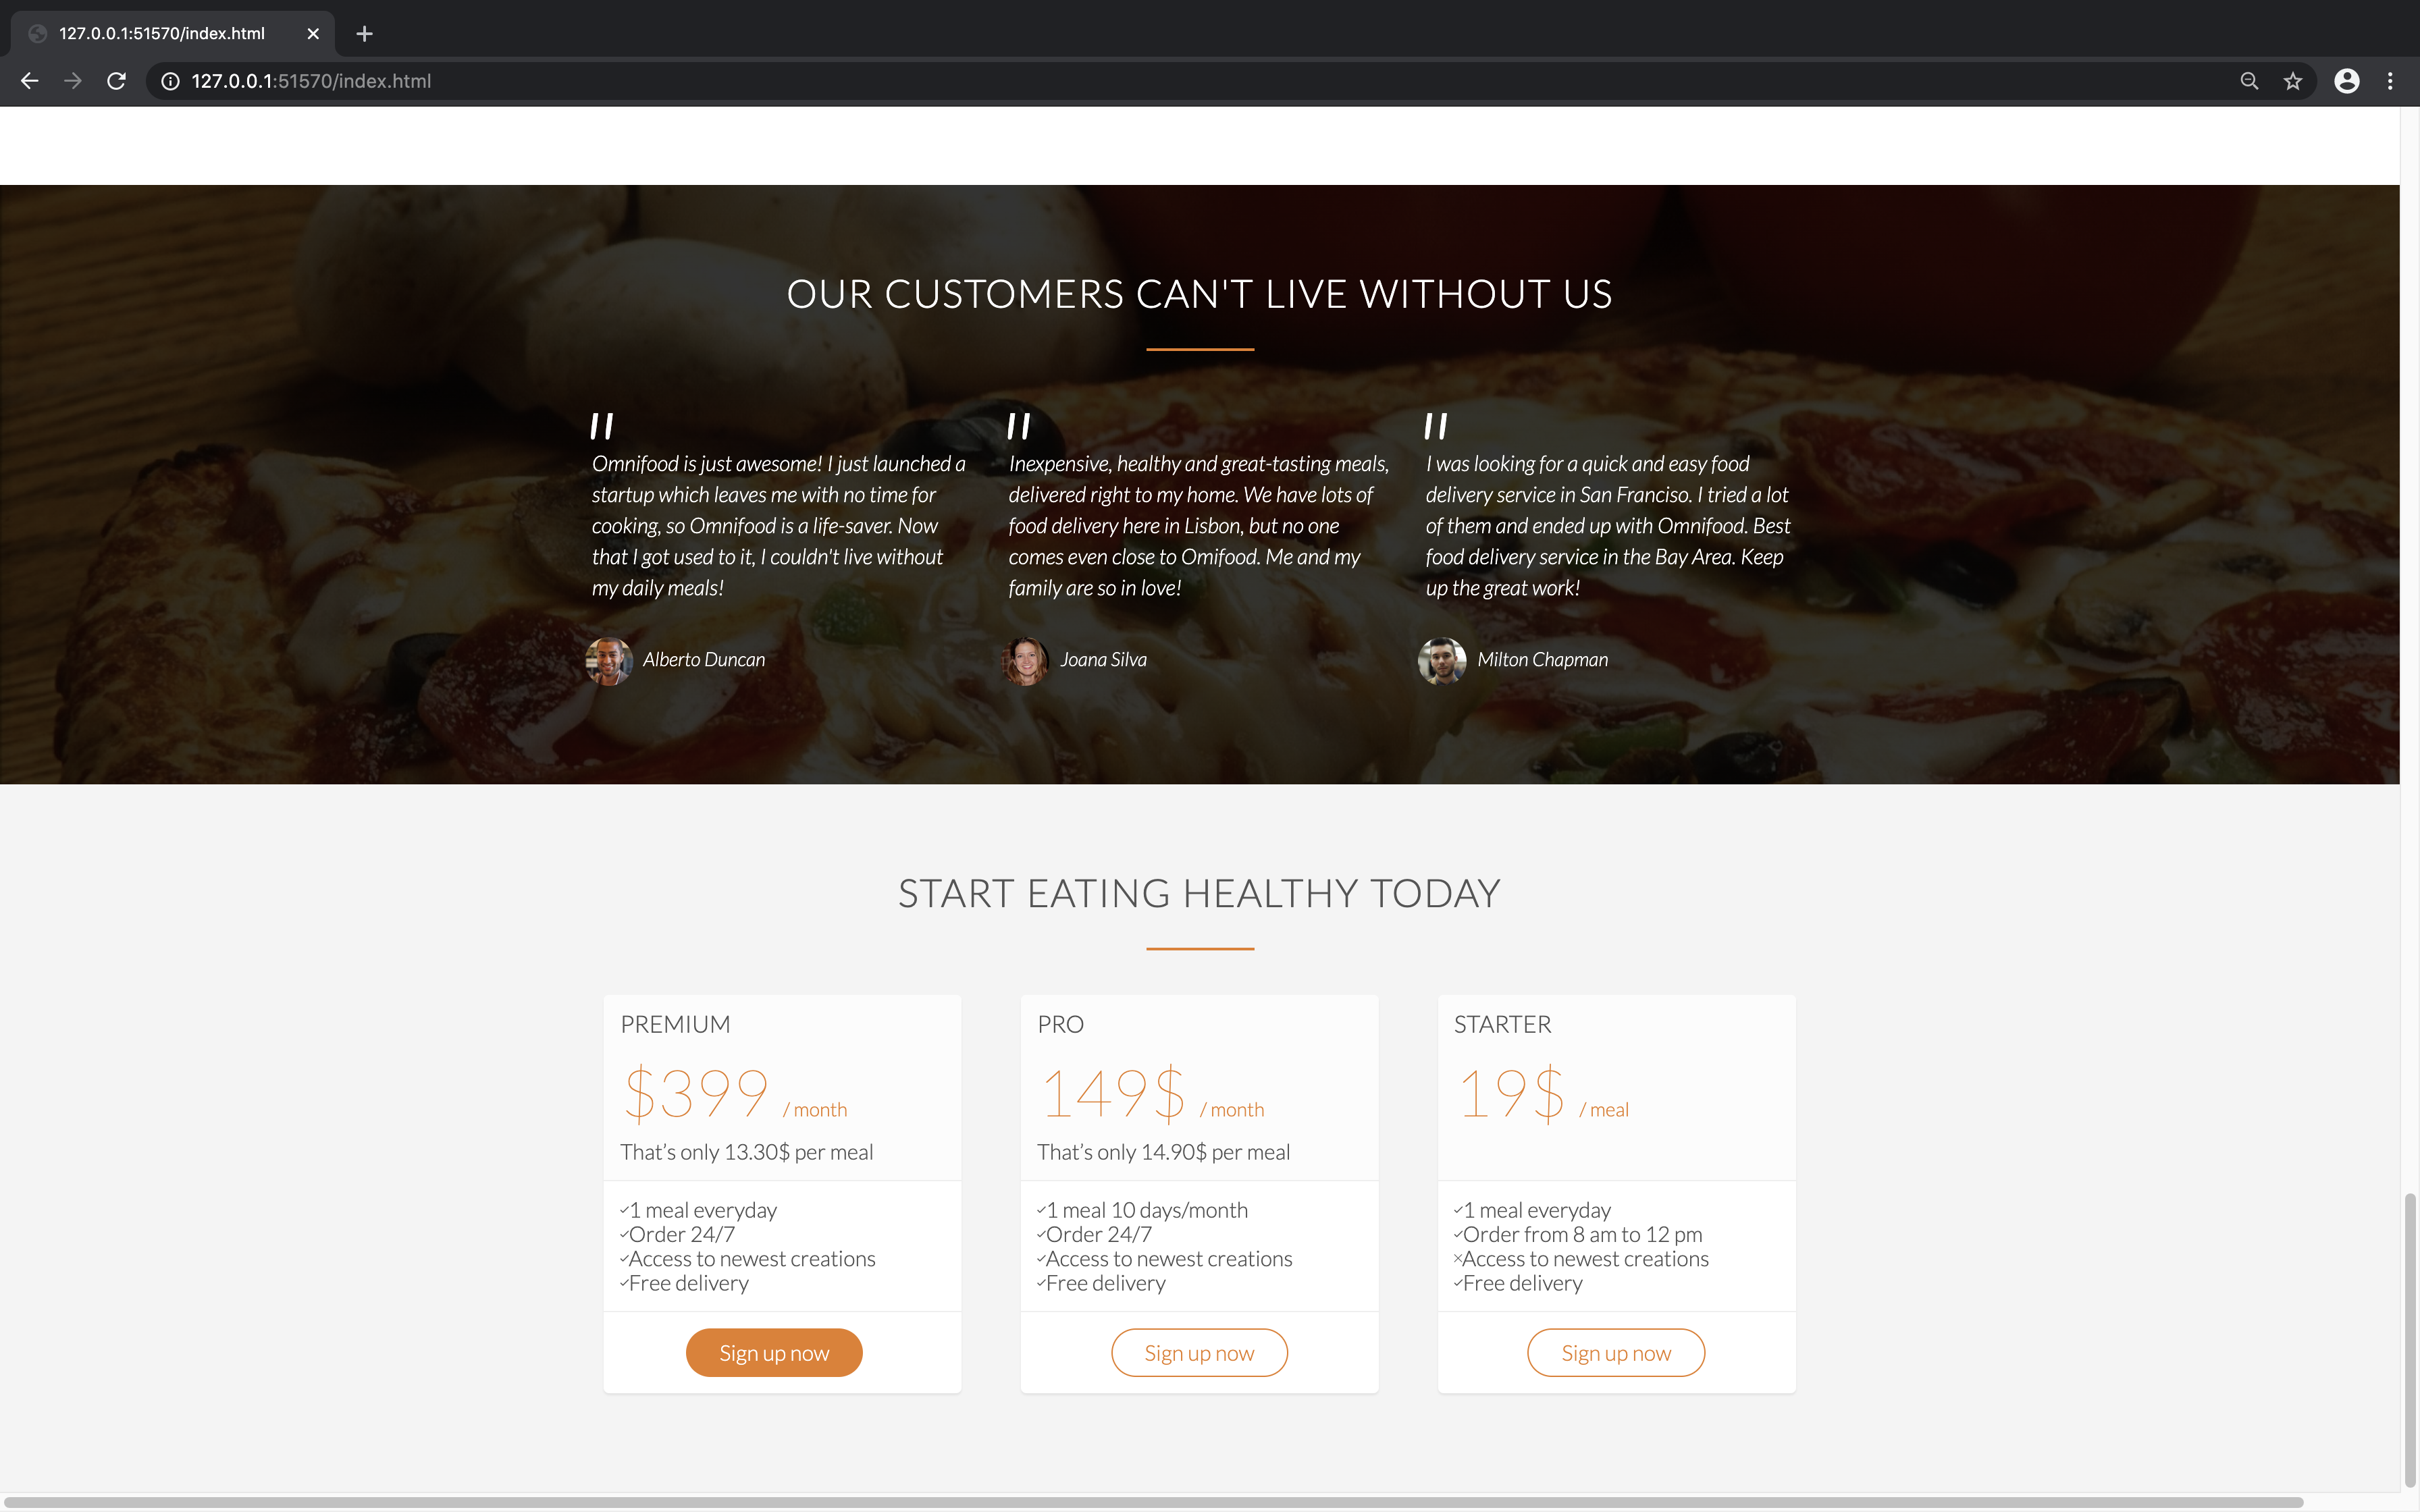 127.0.0.1:51570/index.html
127.0.0.1:51570/index.html
OUR CUSTOMERS CAN'T LIVE WITHOUT US
"
Omnifood is just awesome! I just launched a
startup which leaves me with no time for
cooking, so Omnifood is a life-saver. Now
that I got used to it, I couldn't live without
my daily meals!
Alberto Duncan
"
Inexpensive, healthy and great-tasting meals,
delivered right to my home. We have lots of
food delivery here in Lisbon, but no one
comes even close to Omifood. Me and my
family are so in love!
Joana Silva
"
I was looking for a quick and easy food
delivery service in San Franciso. I tried a lot
of them and ended up with Omnifood. Best
food delivery service in the Bay Area. Keep
up the great work!
Milton Chapman
START EATING HEALTHY TODAY
PREMIUM
$399 / month
That’s only 13.30$ per meal
1 meal everyday
Order 24/7
Access to newest creations
Free delivery
Sign up now
PRO
149$ / month
That’s only 14.90$ per meal
1 meal 10 days/month
Order 24/7
Access to newest creations
Free delivery
Sign up now
STARTER
19$ / meal
1 meal everyday
Order from 8 am to 12 pm
Access to newest creations
Free delivery
Sign up now